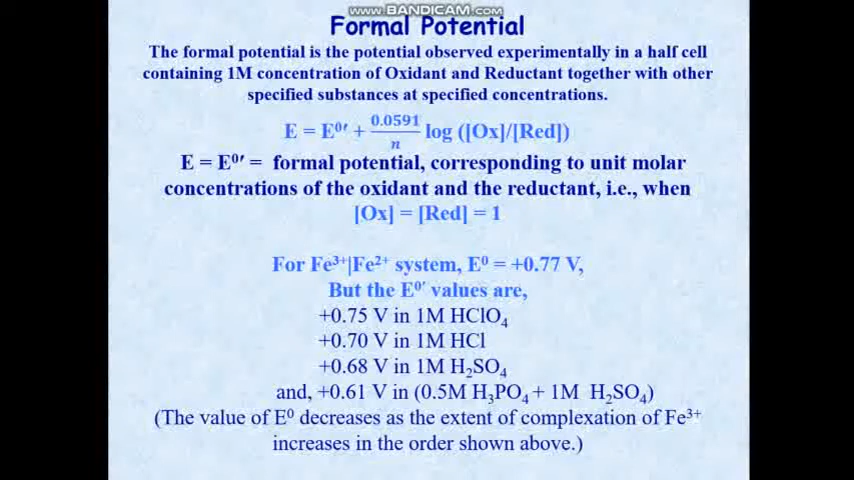 www.BANDICAM.com
Formal Potential
The formal potential is the potential observed experimentally in a half cell
containing 1M concentration of Oxidant and Reductant together with other
specified substances at specified concentrations.
E = E⁰′ + 0.0591/n log ([Ox]/[Red])
E = E⁰′ = formal potential, corresponding to unit molar
concentrations of the oxidant and the reductant, i.e., when
[Ox] = [Red] = 1
For Fe³⁺|Fe²⁺ system, E⁰ = +0.77 V,
But the E⁰′ values are,
+0.75 V in 1M HClO₄
+0.70 V in 1M HCl
+0.68 V in 1M H₂SO₄
and, +0.61 V in (0.5M H₃PO₄ + 1M H₂SO₄)
(The value of E⁰ decreases as the extent of complexation of Fe³⁺
increases in the order shown above.)